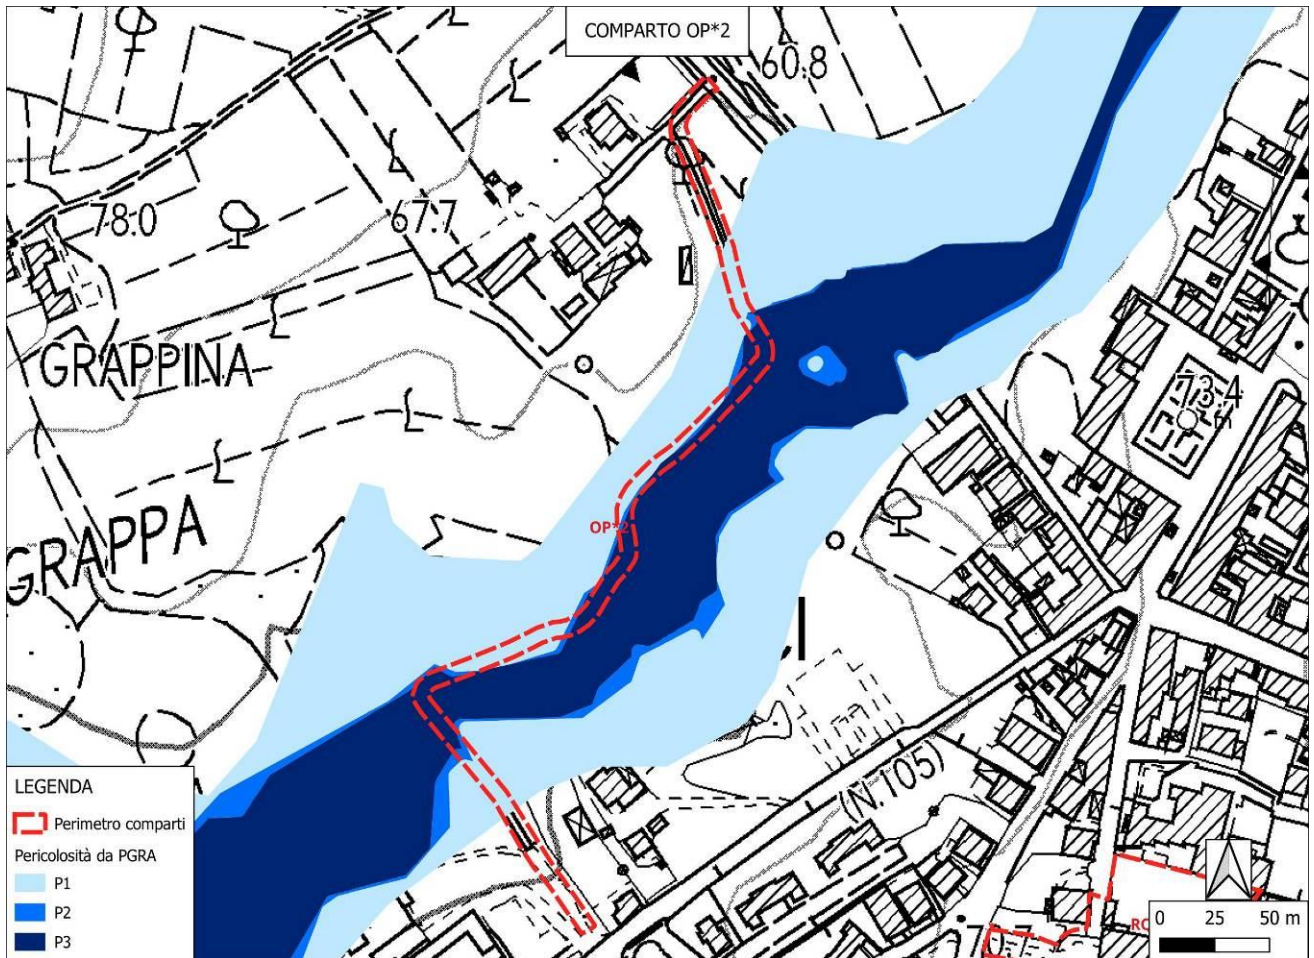 COMPARTO OP*2
60.8
78.0
67.7
GRAPPINA
73.4
m
GRAPPA
OP*2
(N.105)
LEGENDA
Perimetro comparti
Pericolosità da PGRA
P1
P2
P3
0 25 50 m